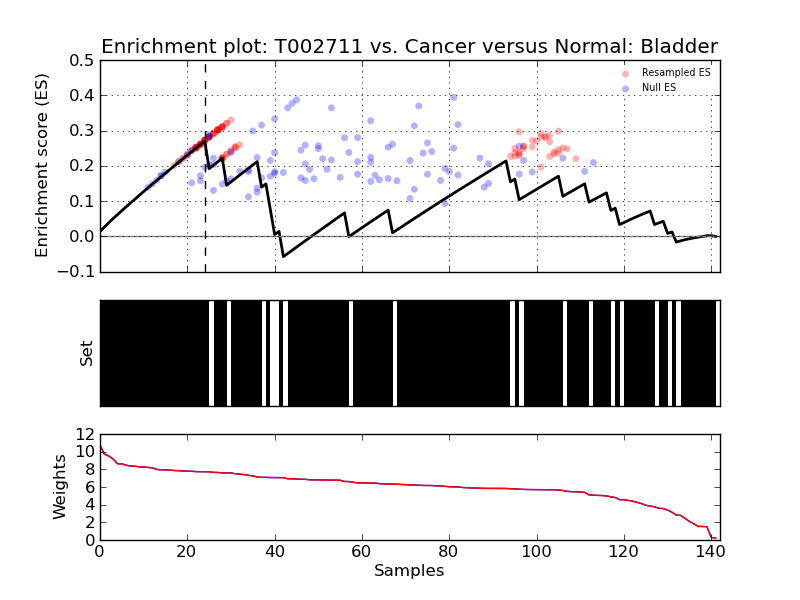 Enrichment plot: T002711 vs. Cancer versus Normal: Bladder
Enrichment score (ES)
0.5
0.4
0.3
0.2
0.1
0.0
−0.1
Resampled ES
Null ES
Set
Weights
12
10
8
6
4
2
0
0 20 40 60 80 100 120 140
Samples